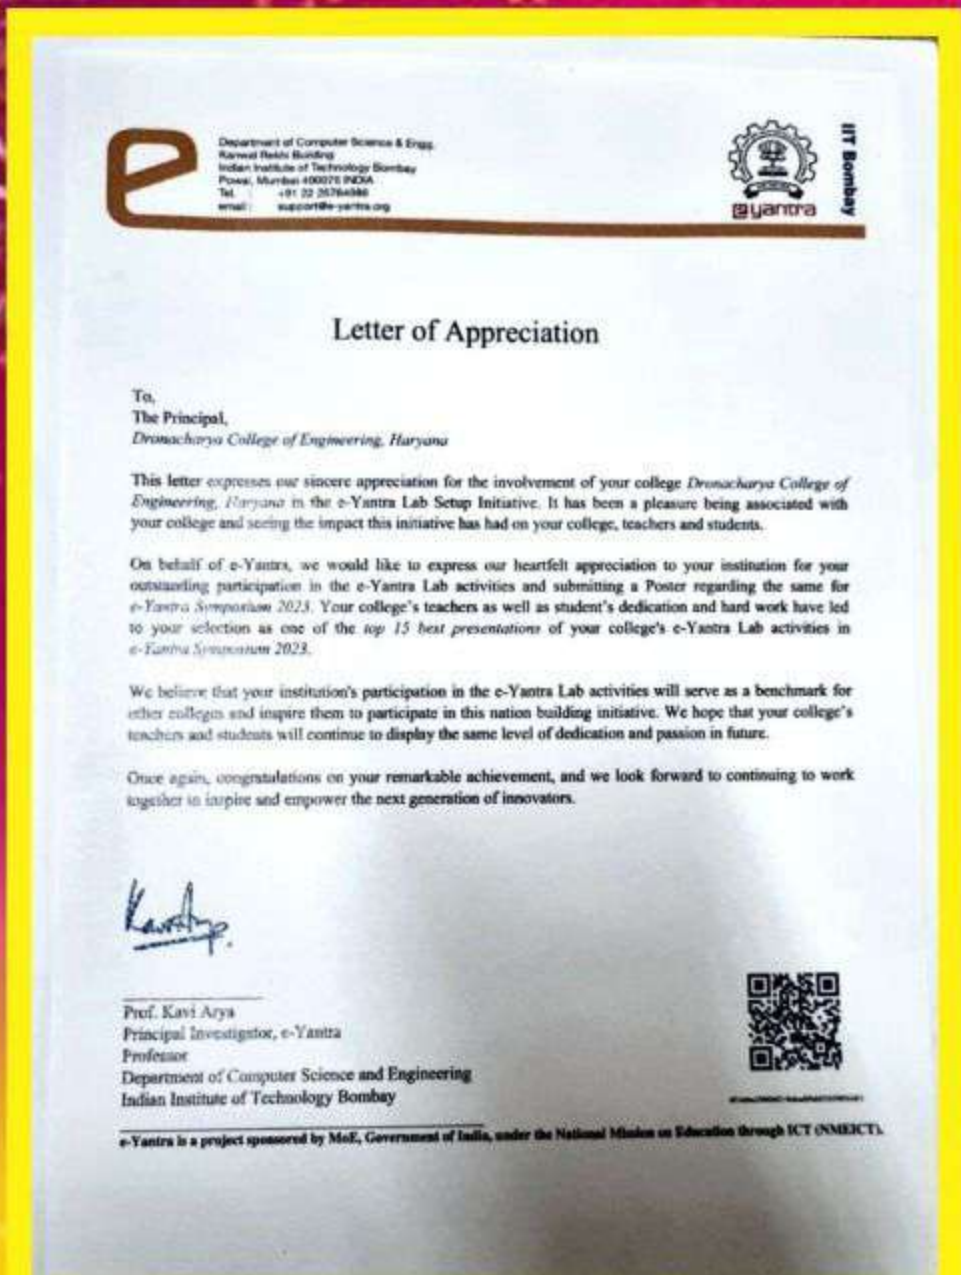 Department of Computer Science & Engg.
Kanwal Rekhi Building
Indian Institute of Technology Bombay
Powai, Mumbai 400076 INDIA
Tel. +91 22 25764986
email : support@e-yantra.org
e yantra
IIT Bombay
Letter of Appreciation
To,
The Principal,
Dronacharya College of Engineering, Haryana
This letter expresses our sincere appreciation for the involvement of your college Dronacharya College of
Engineering, Haryana in the e-Yantra Lab Setup Initiative. It has been a pleasure being associated with
your college and seeing the impact this initiative has had on your college, teachers and students.
On behalf of e-Yantra, we would like to express our heartfelt appreciation to your institution for your
outstanding participation in the e-Yantra Lab activities and submitting a Poster regarding the same for
e-Yantra Symposium 2023. Your college's teachers as well as student's dedication and hard work have led
to your selection as one of the top 15 best presentations of your college's e-Yantra Lab activities in
e-Yantra Symposium 2023.
We believe that your institution's participation in the e-Yantra Lab activities will serve as a benchmark for
other colleges and inspire them to participate in this nation building initiative. We hope that your college's
teachers and students will continue to display the same level of dedication and passion in future.
Once again, congratulations on your remarkable achievement, and we look forward to continuing to work
together to inspire and empower the next generation of innovators.
Kavi Arya
Prof. Kavi Arya
Principal Investigator, e-Yantra
Professor
Department of Computer Science and Engineering
Indian Institute of Technology Bombay
e-Yantra is a project sponsored by MoE, Government of India, under the National Mission on Education through ICT (NMEICT).